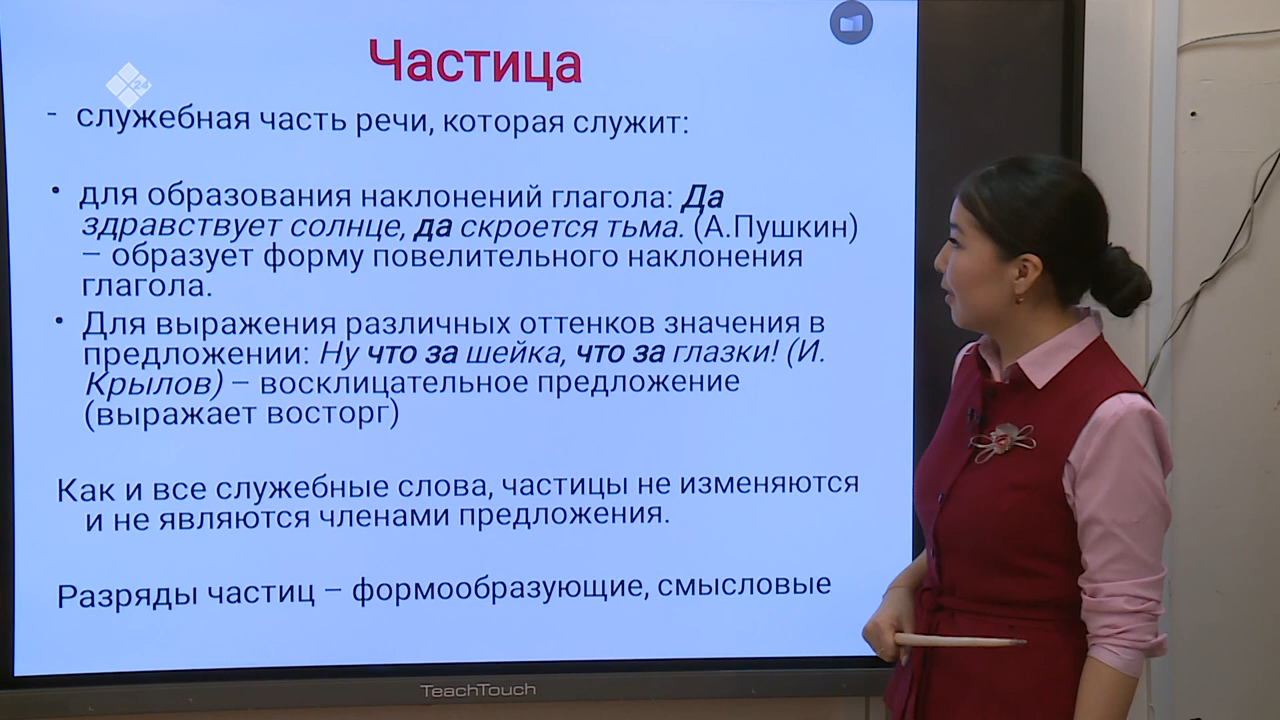 Частица
х24
- служебная часть речи, которая служит:
• для образования наклонений глагола: Да
здравствует солнце, да скроется тьма. (А.Пушкин)
– образует форму повелительного наклонения
глагола.
• Для выражения различных оттенков значения в
предложении: Ну что за шейка, что за глазки! (И.
Крылов) – восклицательное предложение
(выражает восторг)
Как и все служебные слова, частицы не изменяются
и не являются членами предложения.
Разряды частиц – формообразующие, смысловые
TeachTouch